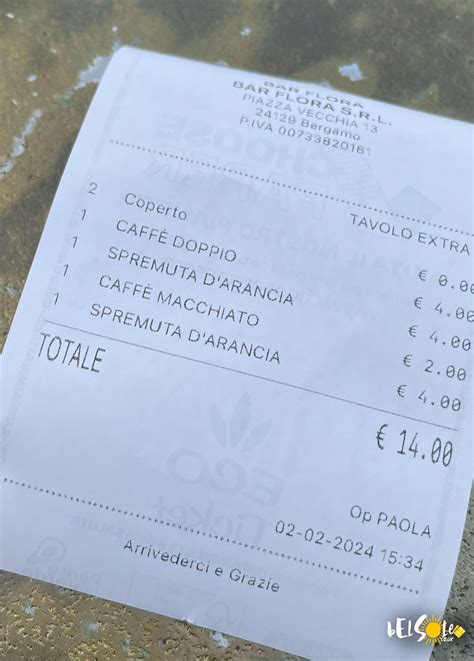 BAR FLORA
BAR FLORA S.R.L.
PIAZZA VECCHIA 13
24129 Bergamo
P.IVA 00733820161
TAVOLO EXTRA
2 Coperto € 0.00
1 CAFFÈ DOPPIO € 4.00
1 SPREMUTA D'ARANCIA € 4.00
1 CAFFÈ MACCHIATO € 2.00
1 SPREMUTA D'ARANCIA € 4.00
TOTALE € 14.00
Op PAOLA
02-02-2024 15:34
Arrivederci e Grazie
ECO
Ticket